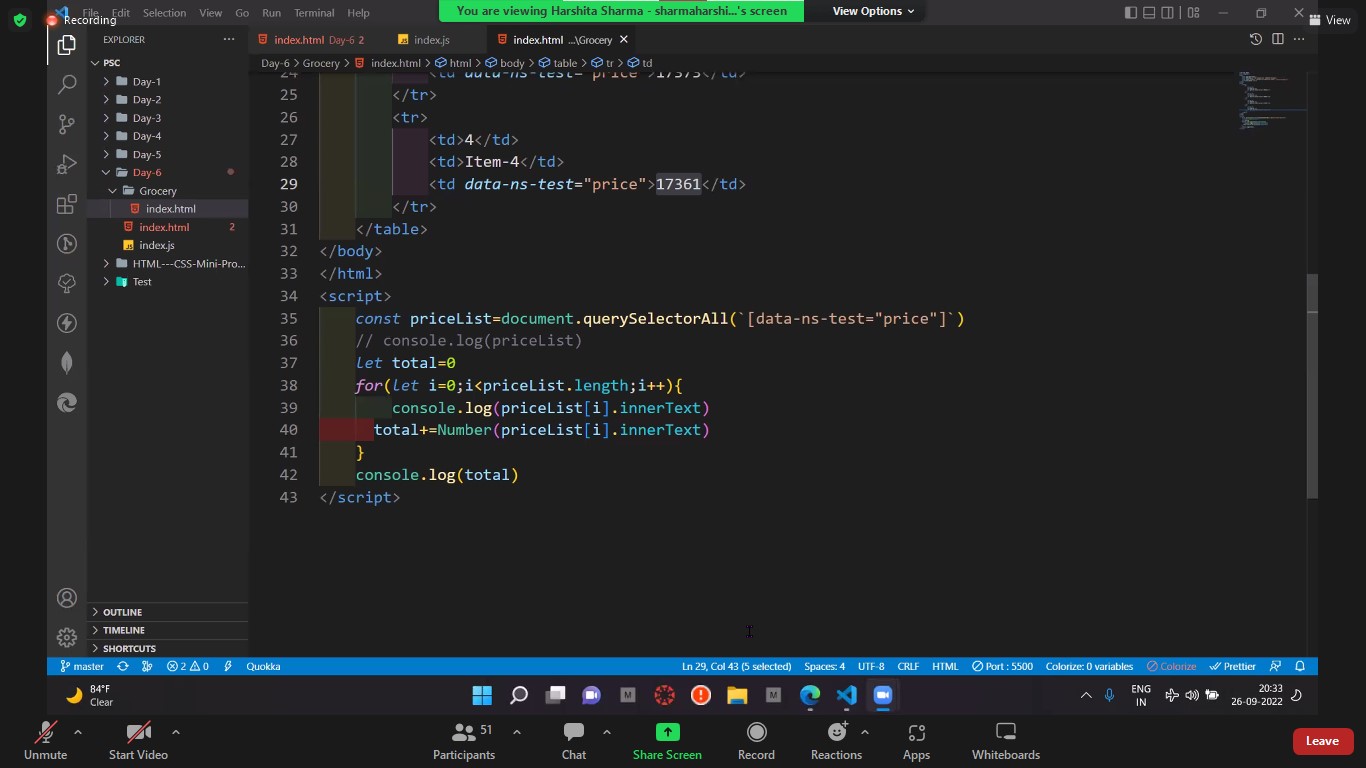 Recording
File Edit Selection View Go Run Terminal Help
You are viewing Harshita Sharma - sharmaharshi...'s screen
View Options
View
EXPLORER
index.html Day-6 2
index.js
index.html ...\Grocery
PSC
Day-6 > Grocery > index.html > html > body > table > tr > td
Day-1
Day-2
Day-3
Day-4
Day-5
Day-6
Grocery
index.html
index.html 2
index.js
HTML---CSS-Mini-Pro...
Test
24 <td data-ns-test="price">17373</td>
25 </tr>
26 <tr>
27 <td>4</td>
28 <td>Item-4</td>
29 <td data-ns-test="price">17361</td>
30 </tr>
31 </table>
32 </body>
33 </html>
34 <script>
35 const priceList=document.querySelectorAll(`[data-ns-test="price"]`)
36 // console.log(priceList)
37 let total=0
38 for(let i=0;i<priceList.length;i++){
39 console.log(priceList[i].innerText)
40 total+=Number(priceList[i].innerText)
41 }
42 console.log(total)
43 </script>
OUTLINE
TIMELINE
SHORTCUTS
master 2 0 Quokka Ln 29, Col 43 (5 selected) Spaces: 4 UTF-8 CRLF HTML Port : 5500 Colorize: 0 variables Colorize Prettier
84°F
Clear
ENG
IN
20:33
26-09-2022
Unmute
Start Video
Participants 51
Chat
Share Screen
Record
Reactions
Apps
Whiteboards
Leave